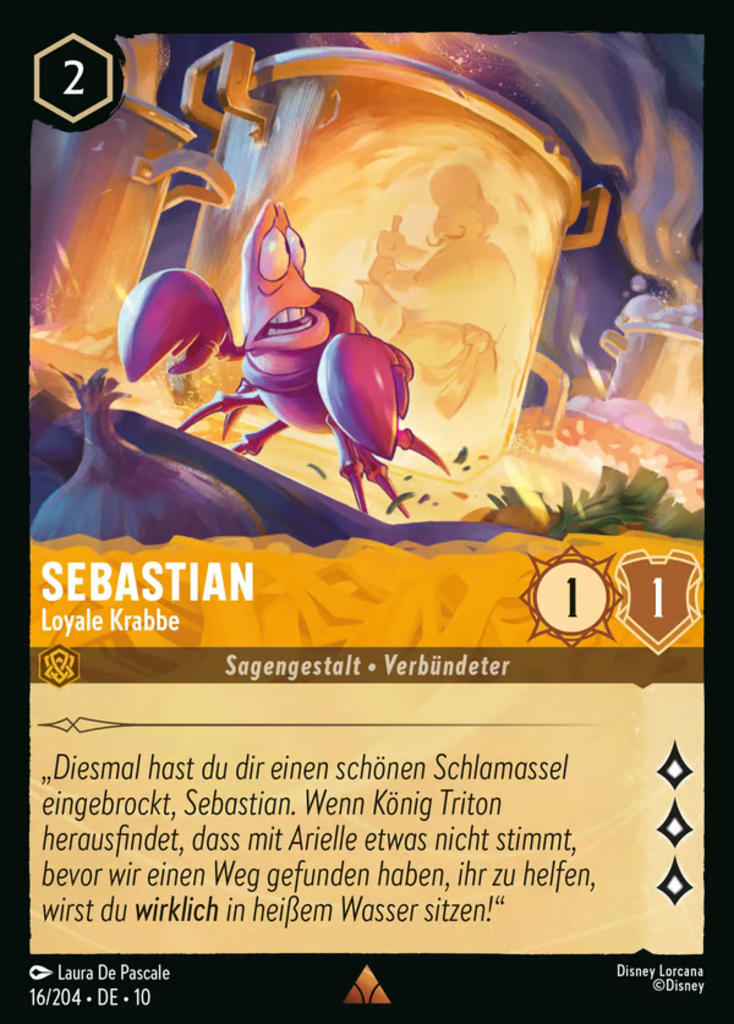 2
SEBASTIAN
Loyale Krabbe
1
1
Sagengestalt • Verbündeter
„Diesmal hast du dir einen schönen Schlamassel
eingebrockt, Sebastian. Wenn König Triton
herausfindet, dass mit Arielle etwas nicht stimmt,
bevor wir einen Weg gefunden haben, ihr zu helfen,
wirst du wirklich in heißem Wasser sitzen!“
Laura De Pascale
16/204 • DE • 10
Disney Lorcana
©Disney